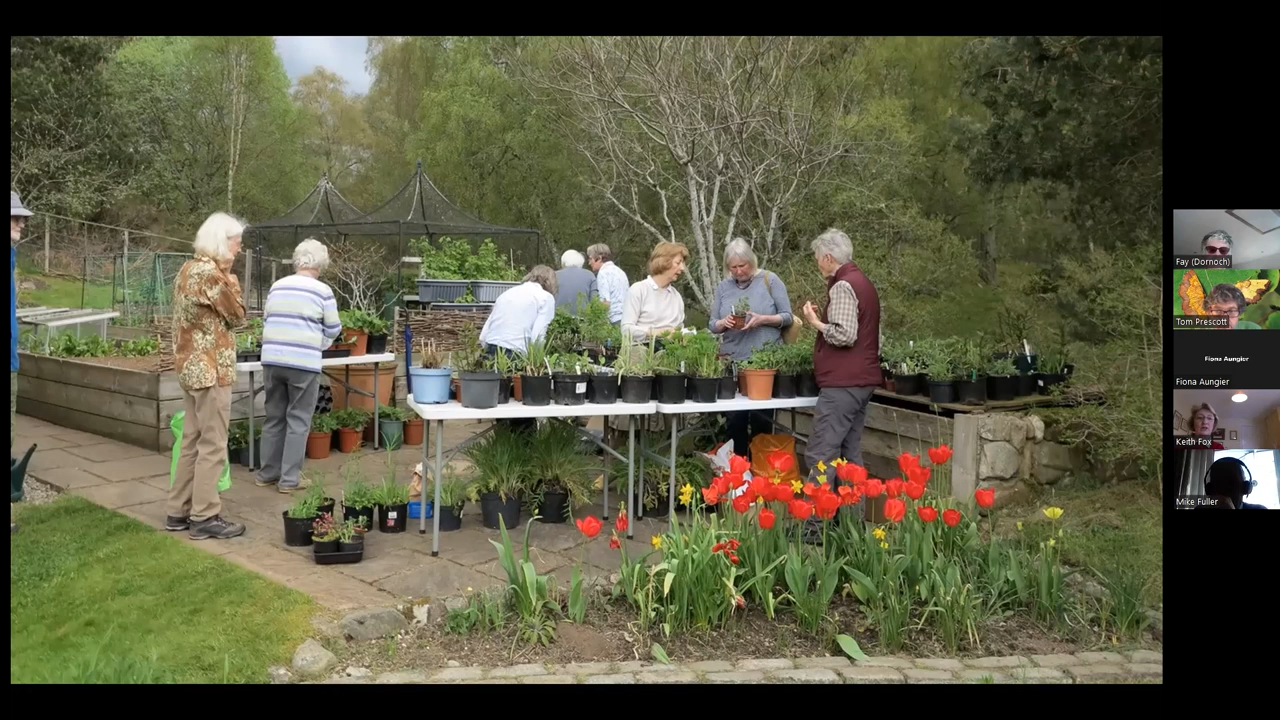 Fay (Dornoch)
Tom Prescott
Fiona Aungier
Fiona Aungier
Keith Fox
Mike Fuller